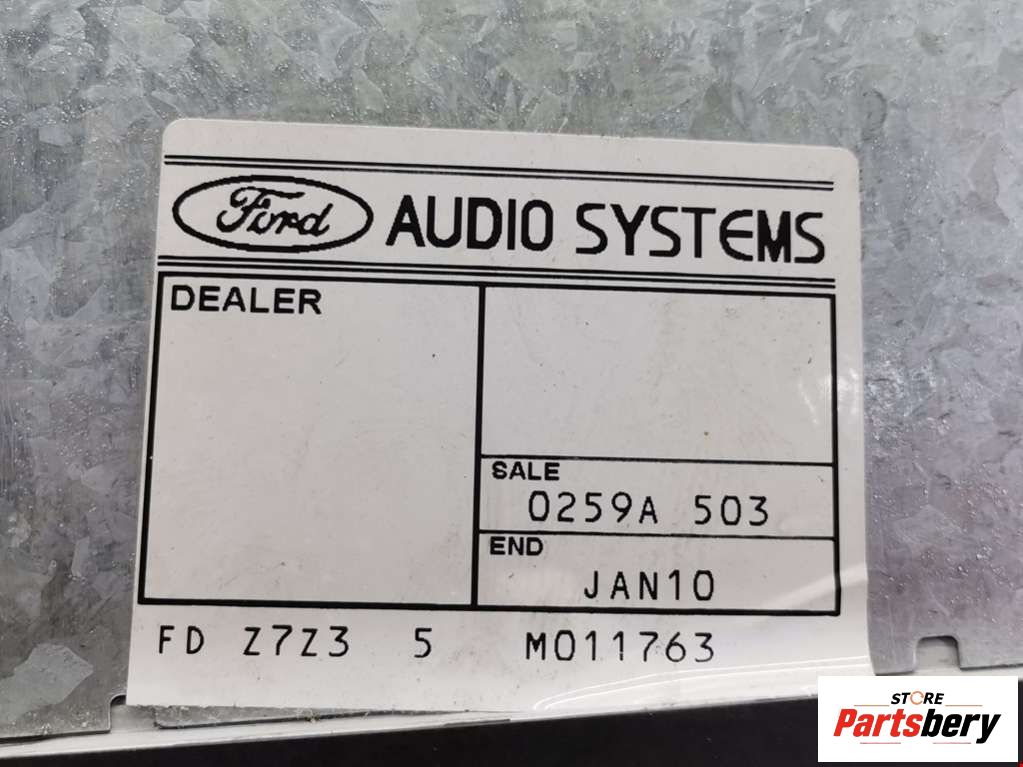 Ford AUDIO SYSTEMS
DEALER
SALE
0259A 503
END
JAN10
FD Z7Z3 5 M011763
STORE
Partsbery